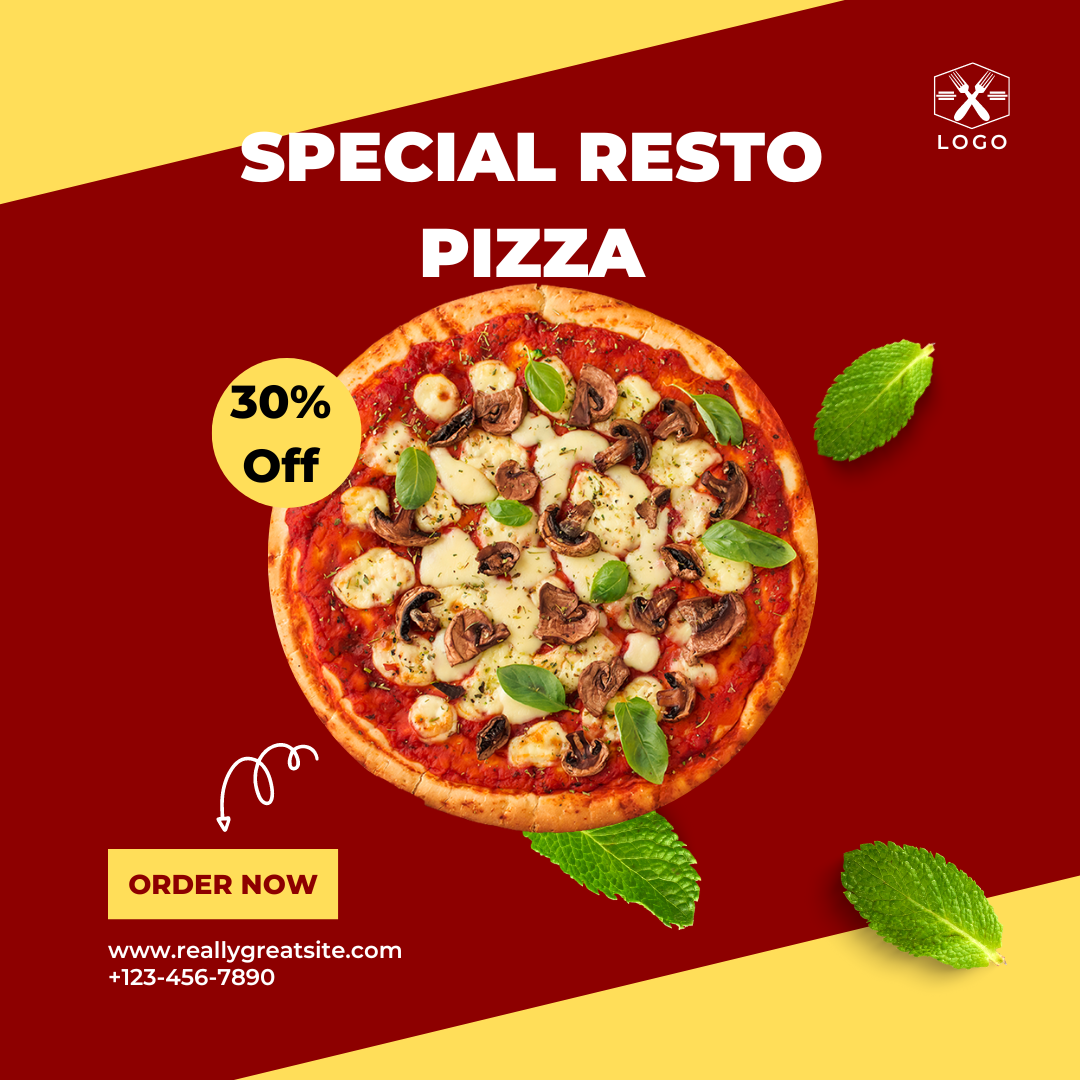 LOGO
SPECIAL RESTO
PIZZA
30%
Off
ORDER NOW
www.reallygreatsite.com
+123-456-7890